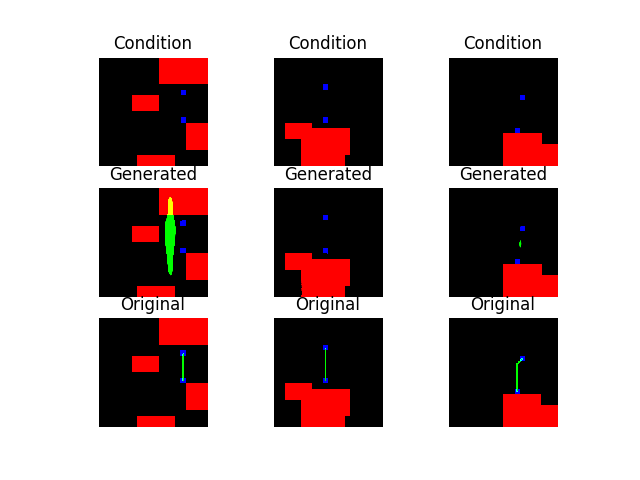 Condition Condition Condition
Generated Generated Generated
Original Original Original